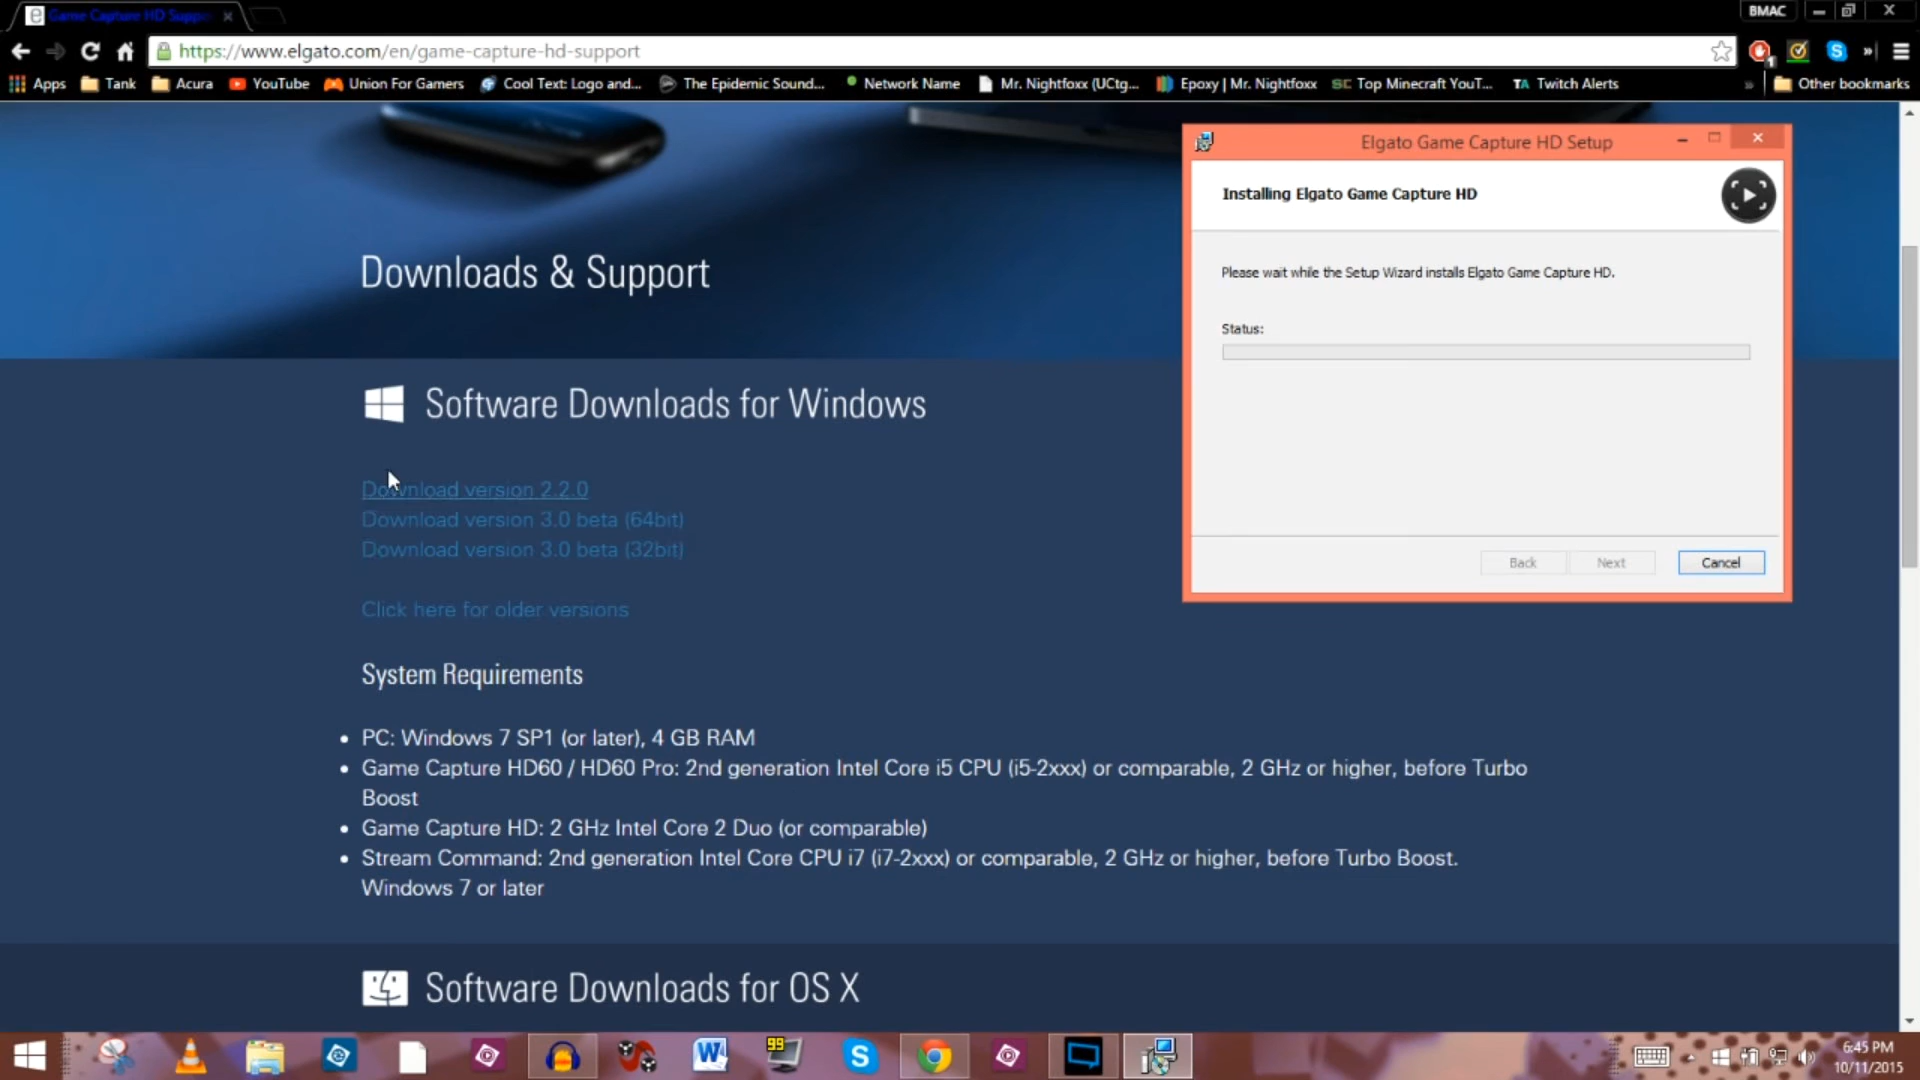 Game Capture HD Suppo
BMAC
https://www.elgato.com/en/game-capture-hd-support
Apps Tank Acura YouTube Union For Gamers Cool Text: Logo and... The Epidemic Sound... Network Name Mr. Nightfoxx (UCtg... Epoxy | Mr. Nightfoxx SC Top Minecraft YouT... TA Twitch Alerts » Other bookmarks
Downloads & Support
Software Downloads for Windows
Download version 2.2.0
Download version 3.0 beta (64bit)
Download version 3.0 beta (32bit)
Click here for older versions
System Requirements
• PC: Windows 7 SP1 (or later), 4 GB RAM
• Game Capture HD60 / HD60 Pro: 2nd generation Intel Core i5 CPU (i5-2xxx) or comparable, 2 GHz or higher, before Turbo
Boost
• Game Capture HD: 2 GHz Intel Core 2 Duo (or comparable)
• Stream Command: 2nd generation Intel Core CPU i7 (i7-2xxx) or comparable, 2 GHz or higher, before Turbo Boost.
Windows 7 or later
Software Downloads for OS X
Elgato Game Capture HD Setup
Installing Elgato Game Capture HD
Please wait while the Setup Wizard installs Elgato Game Capture HD.
Status:
Back Next Cancel
99
6:45 PM
10/11/2015